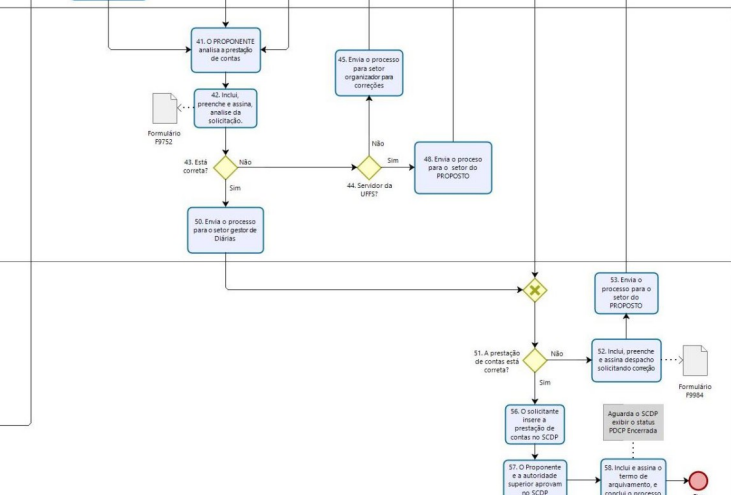 41. O PROPONENTE
analisa a prestação
de contas
45. Envia o processo
para setor
organizador para
correções
42. Inclui,
preenche e assina,
analise da
solicitação.
Formulário
F9752
43. Está
correta?
Não
Sim
Não
Sim
44. Servidor da
UFFS?
48. Envia o proceso
para o setor do
PROPOSTO
50. Envia o processo
para o setor gestor de
Diárias
53. Envia o
processo para o
setor do
PROPOSTO
51. A prestação
de contas está
correta?
Não
Sim
52. Inclui, preenche
e assina despacho
solicitando correção
Formulário
F9984
56. O solicitante
insere a
prestação de
contas no SCDP
Aguarda o SCDP
exibir o status
PDCP Encerrada
57. O Proponente
e a autoridade
superior aprovam
no SCDP
58. Inclui e assina o
termo de
arquivamento, e
conclui o processo